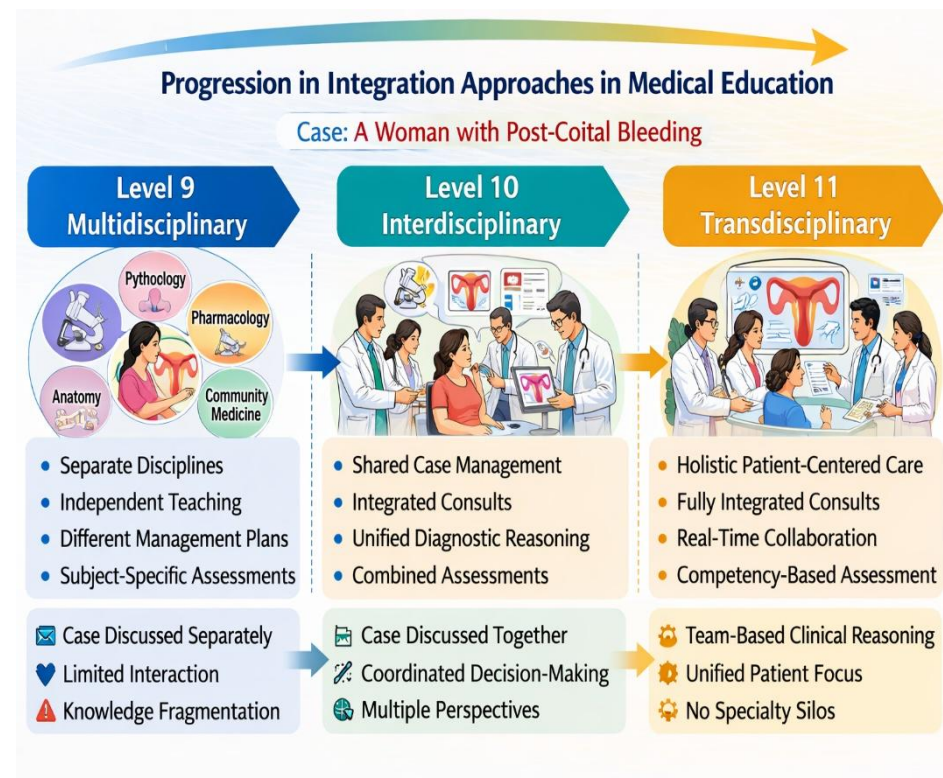 Progression in Integration Approaches in Medical Education
Case: A Woman with Post-Coital Bleeding
Level 9
Multidisciplinary
Level 10
Interdisciplinary
Level 11
Transdisciplinary
Pythcology
Pharmacology
Anatomy
Community
Medicine
• Separate Disciplines
• Independent Teaching
• Different Management Plans
• Subject-Specific Assessments
• Shared Case Management
• Integrated Consults
• Unified Diagnostic Reasoning
• Combined Assessments
• Holistic Patient-Centered Care
• Fully Integrated Consults
• Real-Time Collaboration
• Competency-Based Assessment
Case Discussed Separately
Limited Interaction
Knowledge Fragmentation
Case Discussed Together
Coordinated Decision-Making
Multiple Perspectives
Team-Based Clinical Reasoning
Unified Patient Focus
No Specialty Silos